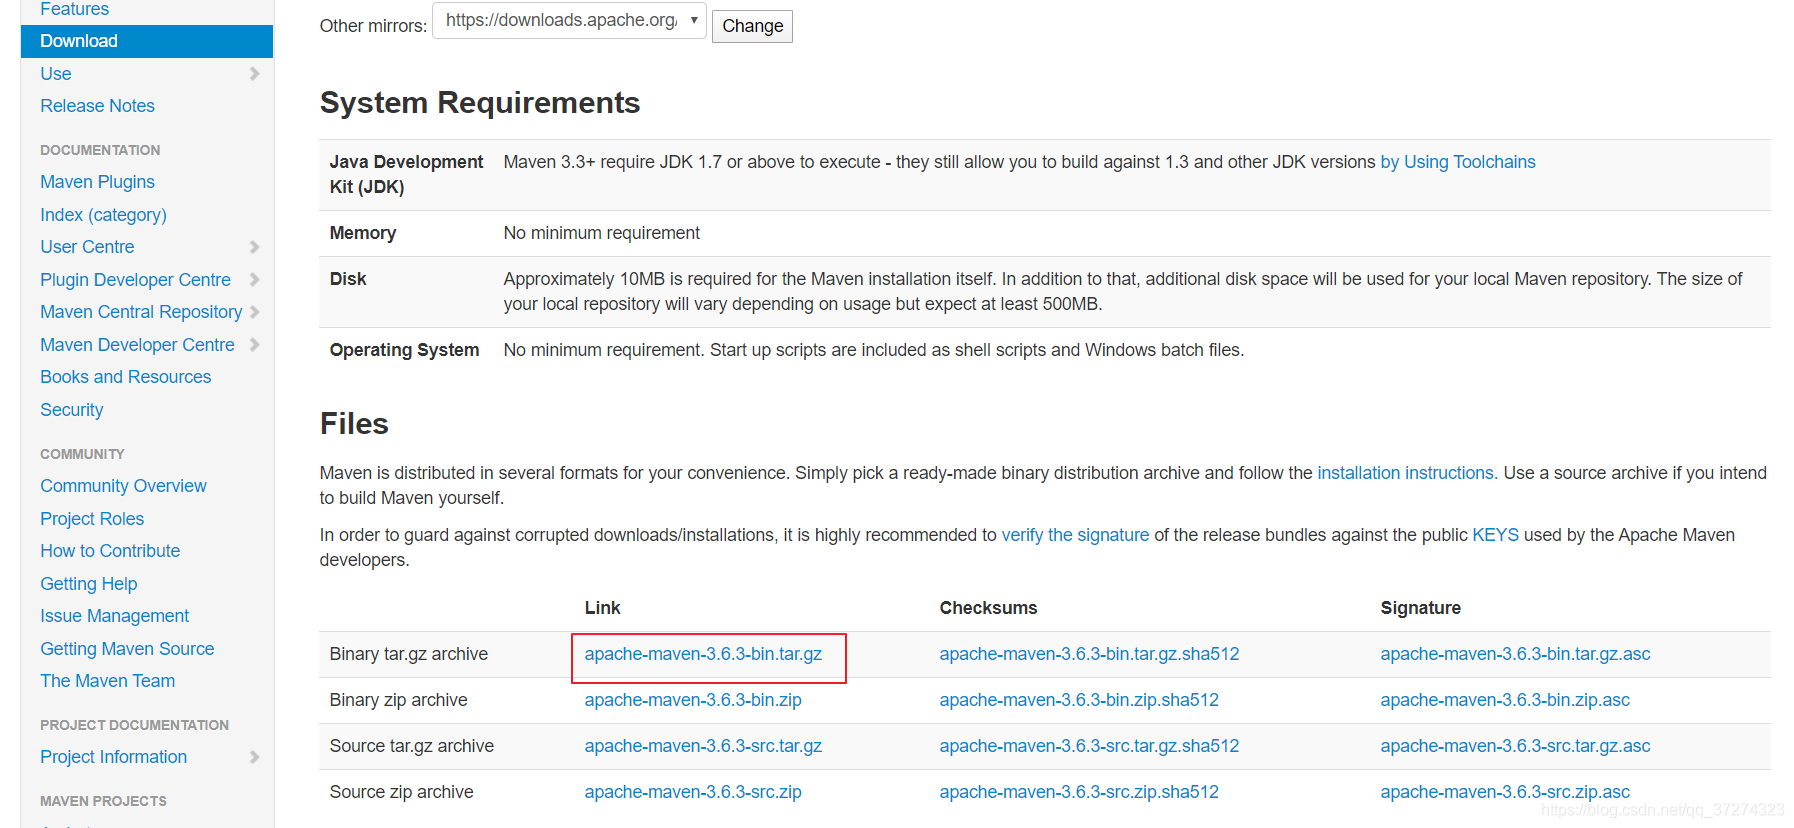 Features
Download
Use
Release Notes
DOCUMENTATION
Maven Plugins
Index (category)
User Centre
Plugin Developer Centre
Maven Central Repository
Maven Developer Centre
Books and Resources
Security
COMMUNITY
Community Overview
Project Roles
How to Contribute
Getting Help
Issue Management
Getting Maven Source
The Maven Team
PROJECT DOCUMENTATION
Project Information
MAVEN PROJECTS
Other mirrors: https://downloads.apache.org/ Change
System Requirements
Java Development Maven 3.3+ require JDK 1.7 or above to execute - they still allow you to build against 1.3 and other JDK versions by Using Toolchains
Kit (JDK)
Memory No minimum requirement
Disk Approximately 10MB is required for the Maven installation itself. In addition to that, additional disk space will be used for your local Maven repository. The size of
your local repository will vary depending on usage but expect at least 500MB.
Operating System No minimum requirement. Start up scripts are included as shell scripts and Windows batch files.
Files
Maven is distributed in several formats for your convenience. Simply pick a ready-made binary distribution archive and follow the installation instructions. Use a source archive if you intend
to build Maven yourself.
In order to guard against corrupted downloads/installations, it is highly recommended to verify the signature of the release bundles against the public KEYS used by the Apache Maven
developers.
Link Checksums Signature
Binary tar.gz archive apache-maven-3.6.3-bin.tar.gz apache-maven-3.6.3-bin.tar.gz.sha512 apache-maven-3.6.3-bin.tar.gz.asc
Binary zip archive apache-maven-3.6.3-bin.zip apache-maven-3.6.3-bin.zip.sha512 apache-maven-3.6.3-bin.zip.asc
Source tar.gz archive apache-maven-3.6.3-src.tar.gz apache-maven-3.6.3-src.tar.gz.sha512 apache-maven-3.6.3-src.tar.gz.asc
Source zip archive apache-maven-3.6.3-src.zip apache-maven-3.6.3-src.zip.sha512 apache-maven-3.6.3-src.zip.asc
https://blog.csdn.net/qq_37274323